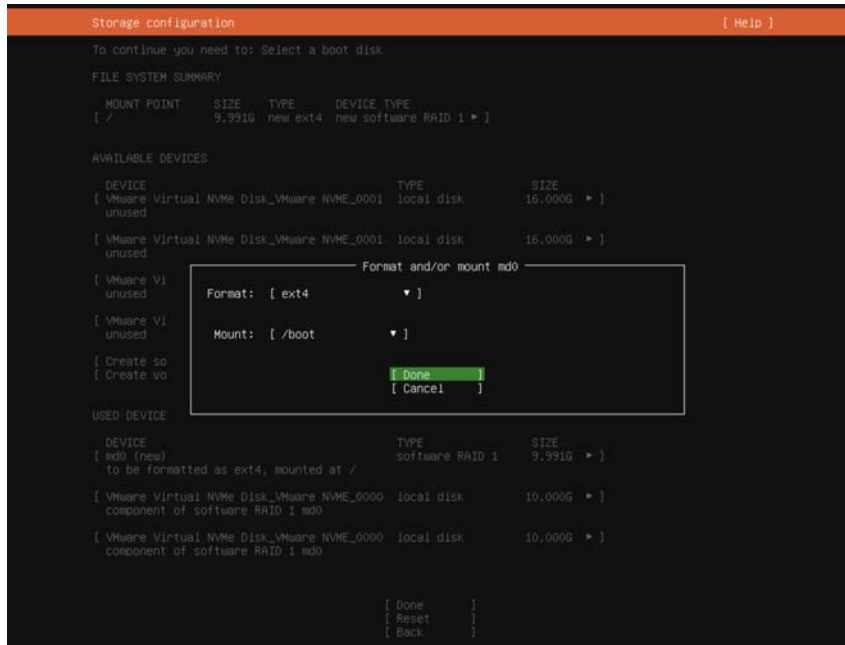 Storage configuration [ Help ]
To continue you need to: Select a boot disk
FILE SYSTEM SUMMARY
MOUNT POINT SIZE TYPE DEVICE TYPE
[ / 9.991G new ext4 new software RAID 1 ► ]
AVAILABLE DEVICES
DEVICE TYPE SIZE
[ VMware Virtual NVMe Disk_VMware NVME_0001 local disk 16.000G ► ]
unused
[ VMware Virtual NVMe Disk_VMware NVME_0001 local disk 16.000G ► ]
unused
Format and/or mount md0
[ VMware Vi
unused
Format: [ ext4 ▼ ]
[ VMware Vi
unused
Mount: [ /boot ▼ ]
[ Create so
[ Create vo
[ Done ]
[ Cancel ]
USED DEVICE
DEVICE TYPE SIZE
[ md0 (new) software RAID 1 9.991G ► ]
to be formatted as ext4, mounted at /
[ VMware Virtual NVMe Disk_VMware NVME_0000 local disk 10.000G ► ]
component of software RAID 1 md0
[ VMware Virtual NVMe Disk_VMware NVME_0000 local disk 10.000G ► ]
component of software RAID 1 md0
[ Done ]
[ Reset ]
[ Back ]